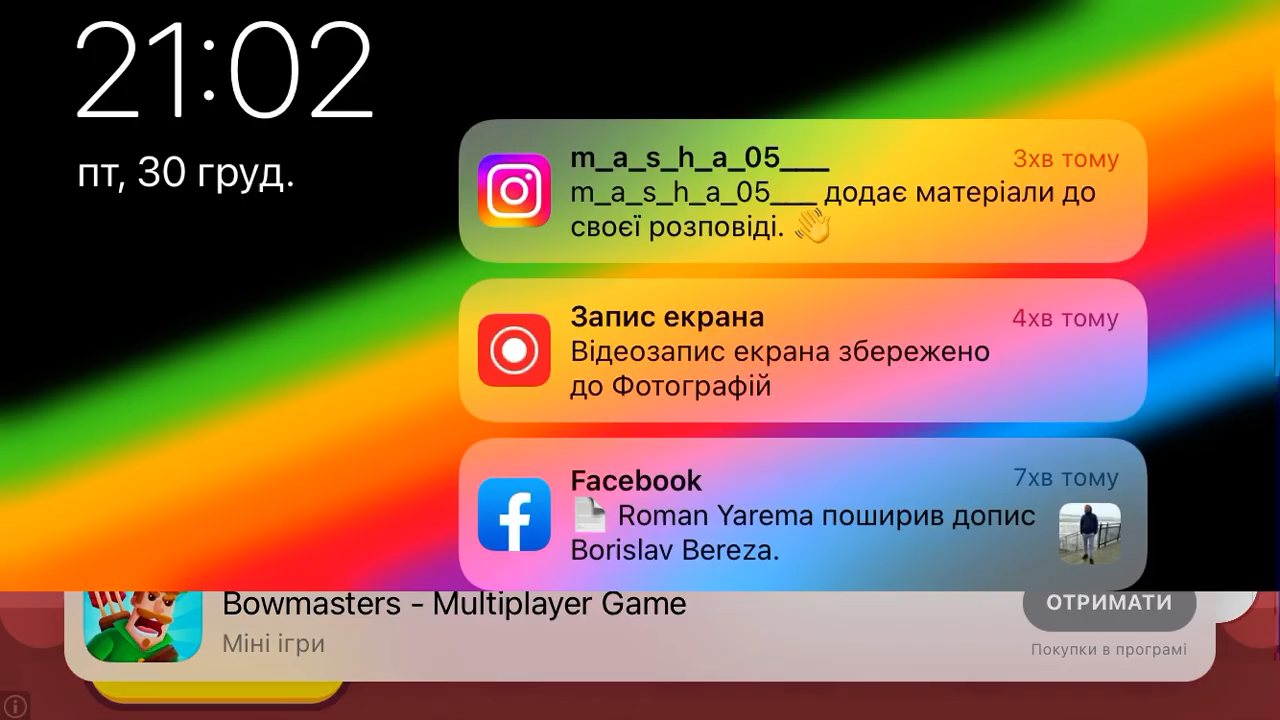 21:02
пт, 30 груд.
m_a_s_h_a_05___
3хв тому
m_a_s_h_a_05___ додає матеріали до
своєї розповіді. 👋
Запис екрана
4хв тому
Відеозапис екрана збережено
до Фотографій
Facebook
7хв тому
📄 Roman Yarema поширив допис
Borislav Bereza.
Bowmasters - Multiplayer Game
ОТРИМАТИ
Міні ігри
Покупки в програмі